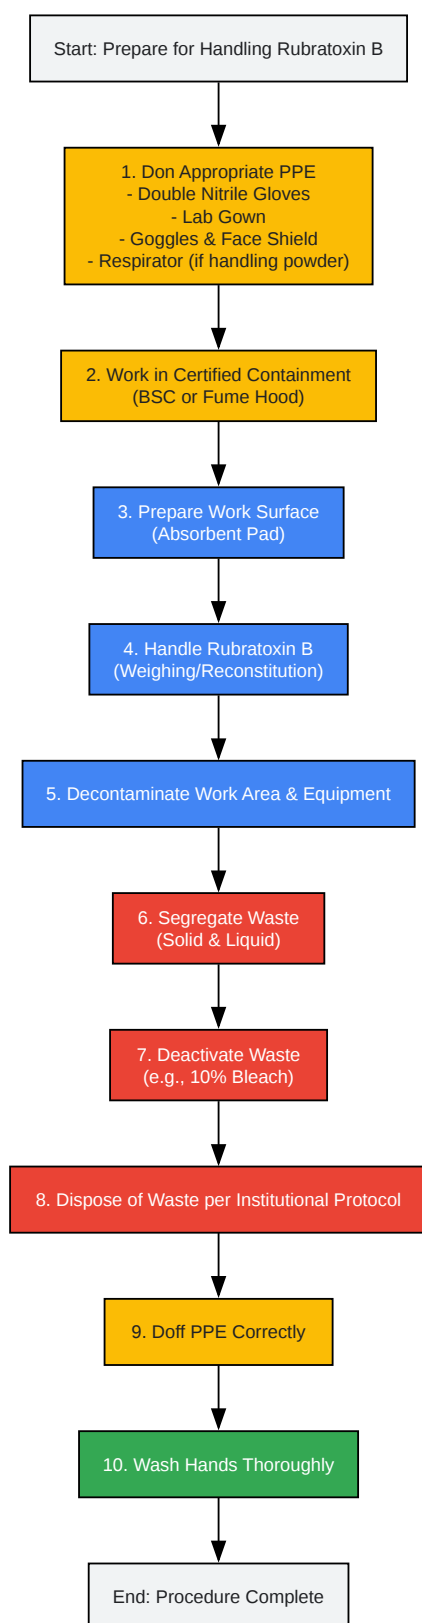 Start: Prepare for Handling Rubratoxin B
1. Don Appropriate PPE
- Double Nitrile Gloves
- Lab Gown
- Goggles & Face Shield
- Respirator (if handling powder)
2. Work in Certified Containment
(BSC or Fume Hood)
3. Prepare Work Surface
(Absorbent Pad)
4. Handle Rubratoxin B
(Weighing/Reconstitution)
5. Decontaminate Work Area & Equipment
6. Segregate Waste
(Solid & Liquid)
7. Deactivate Waste
(e.g., 10% Bleach)
8. Dispose of Waste per Institutional Protocol
9. Doff PPE Correctly
10. Wash Hands Thoroughly
End: Procedure Complete